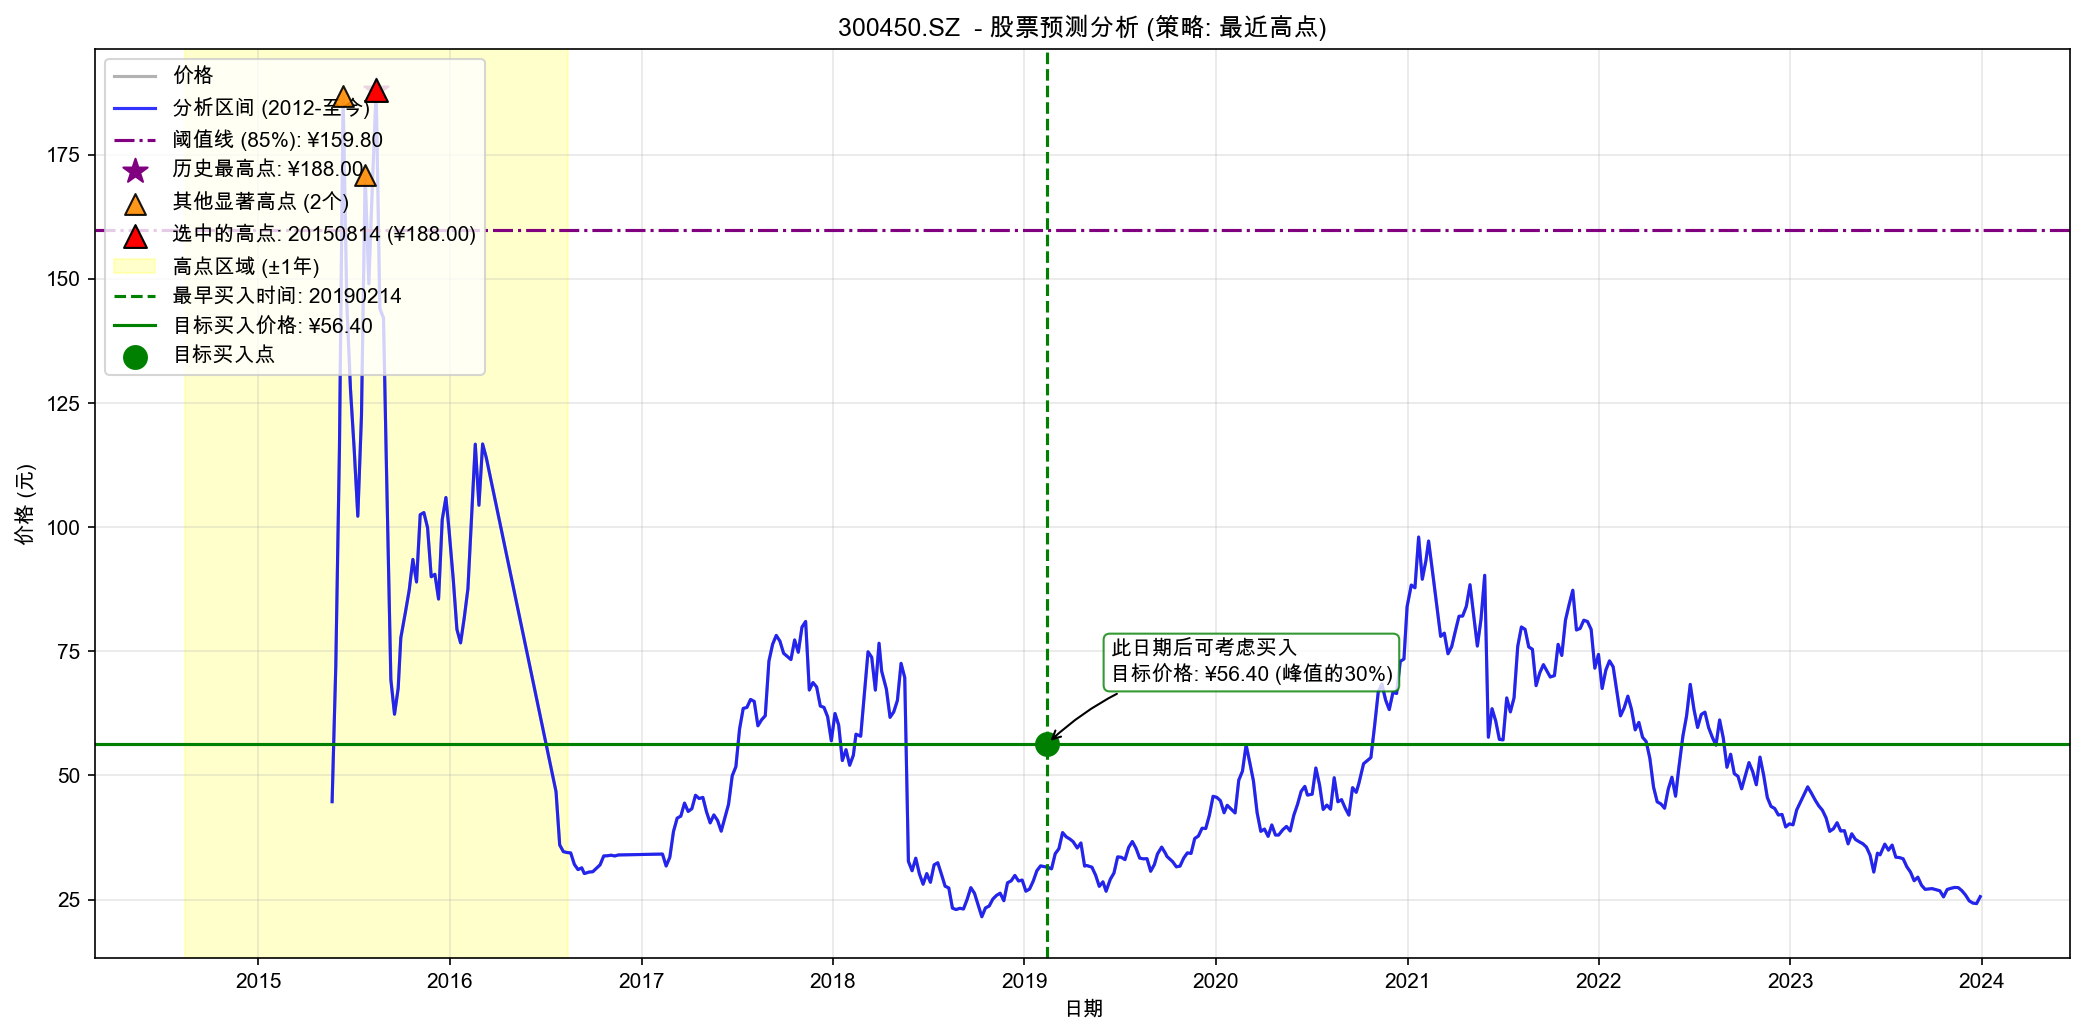 300450.SZ - 股票预测分析 (策略: 最近高点)
价格
分析区间 (2012-至今)
阈值线 (85%): ¥159.80
历史最高点: ¥188.00
其他显著高点 (2个)
选中的高点: 20150814 (¥188.00)
高点区域 (±1年)
最早买入时间: 20190214
目标买入价格: ¥56.40
目标买入点
175
150
125
100
75
50
25
价格 (元)
此日期后可考虑买入
目标价格: ¥56.40 (峰值的30%)
2015 2016 2017 2018 2019 2020 2021 2022 2023 2024
日期